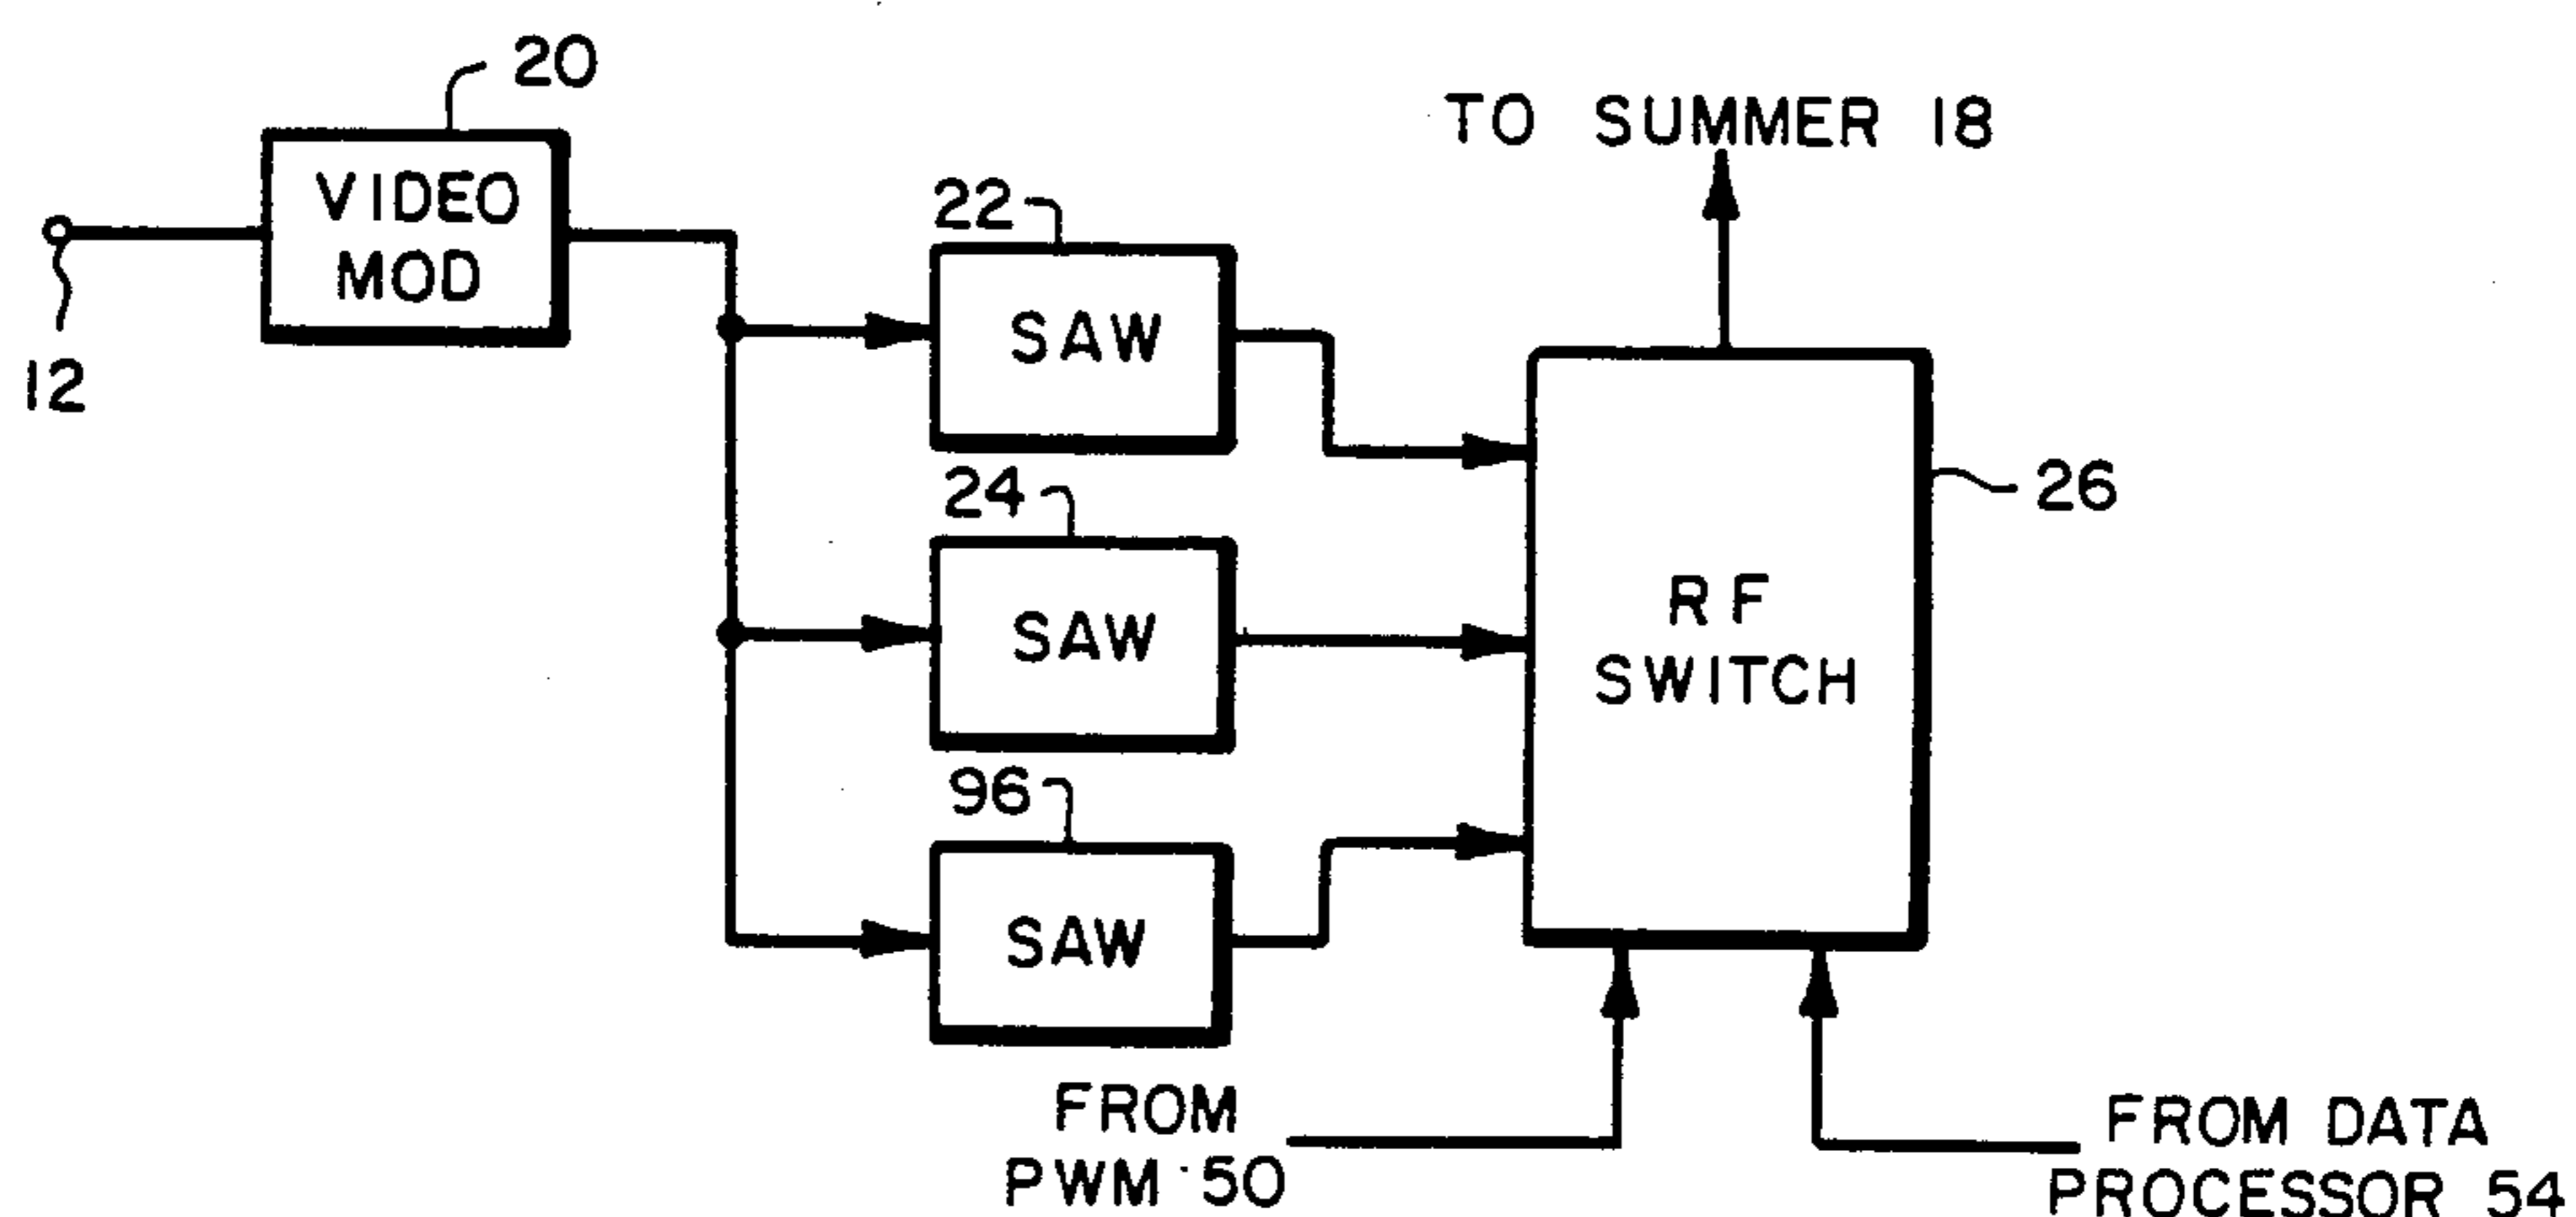 20
VIDEO
MOD
12
22
SAW
24
SAW
96
SAW
TO SUMMER 18
RF
SWITCH
26
FROM
PWM 50
FROM DATA
PROCESSOR 54